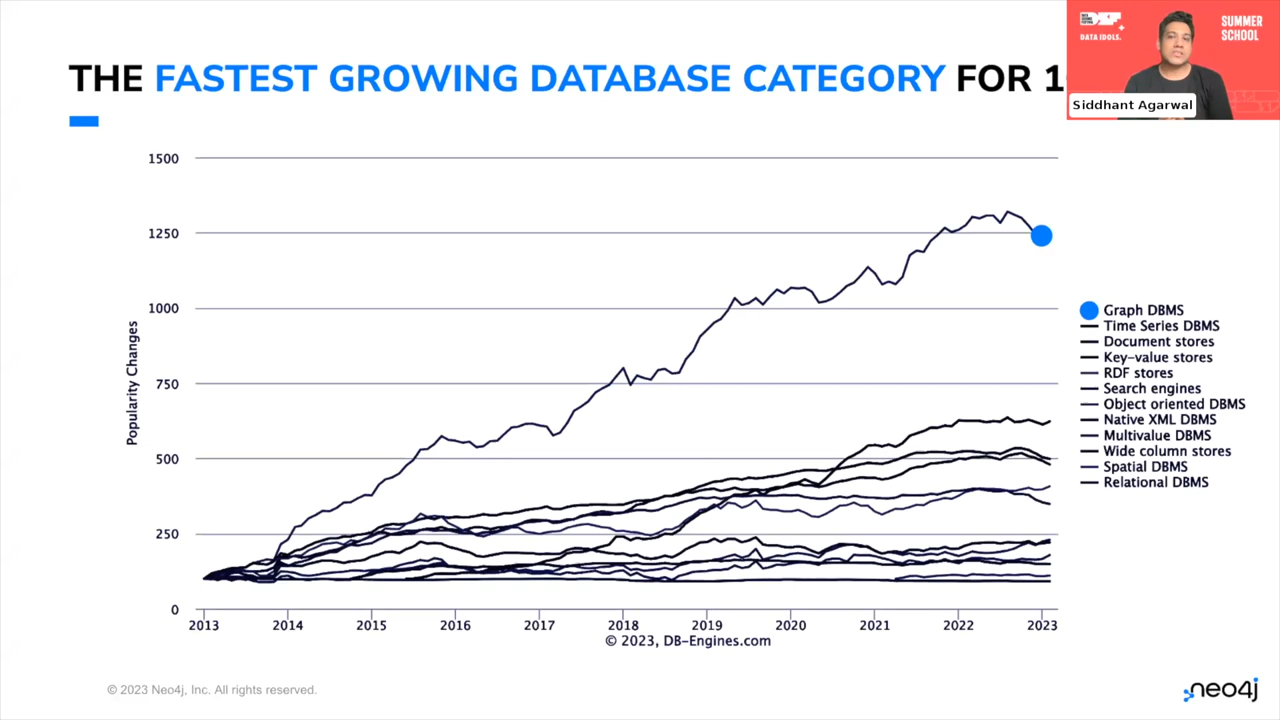 THE FASTEST GROWING DATABASE CATEGORY FOR 1
DATA IDOLS.
SUMMER
SCHOOL
Siddhant Agarwal
1500
1250
1000
750
500
250
0
Popularity Changes
2013 2014 2015 2016 2017 2018 2019 2020 2021 2022 2023
© 2023, DB-Engines.com
Graph DBMS
Time Series DBMS
Document stores
Key-value stores
RDF stores
Search engines
Object oriented DBMS
Native XML DBMS
Multivalue DBMS
Wide column stores
Spatial DBMS
Relational DBMS
© 2023 Neo4j, Inc. All rights reserved.
neo4j